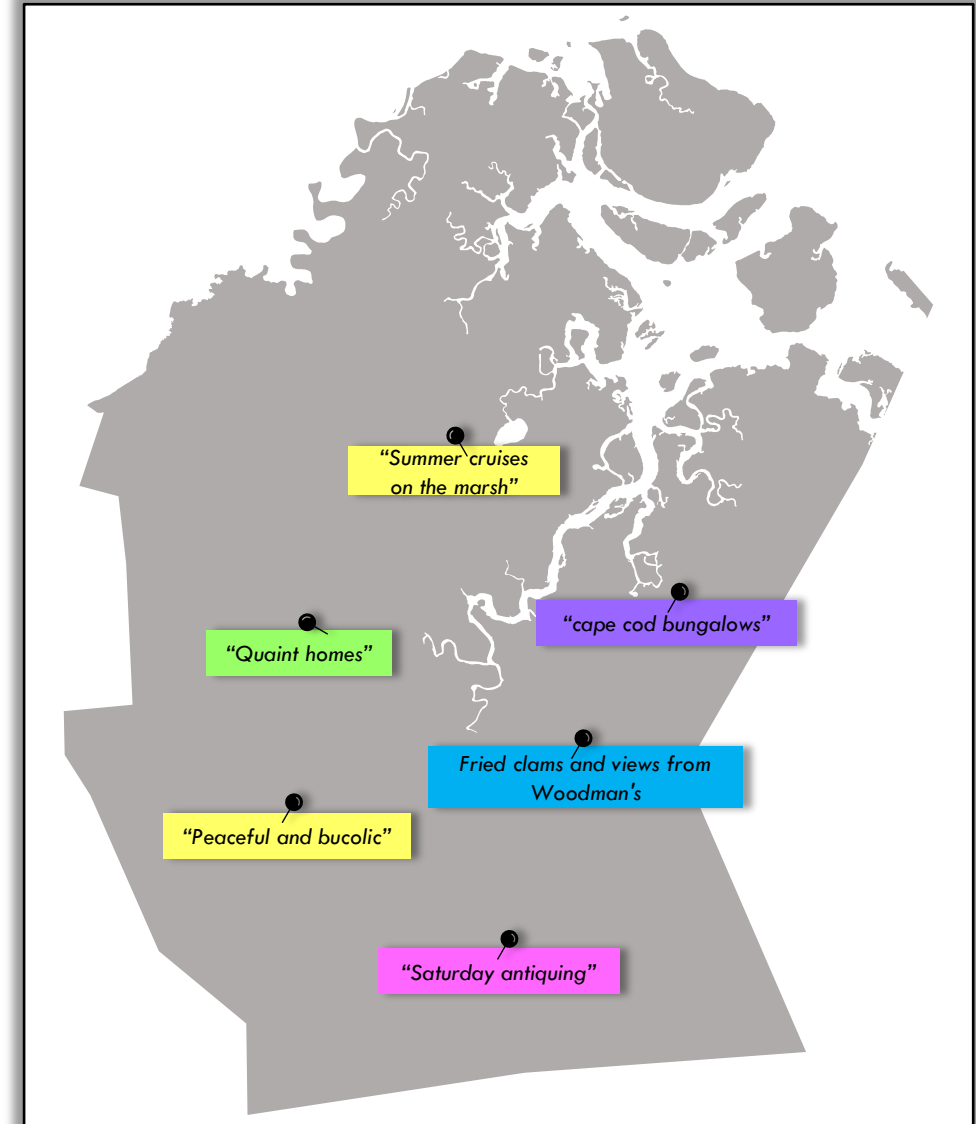 “Summer cruises
on the marsh”
“cape cod bungalows”
“Quaint homes”
Fried clams and views from
Woodman's
“Peaceful and bucolic”
“Saturday antiquing”